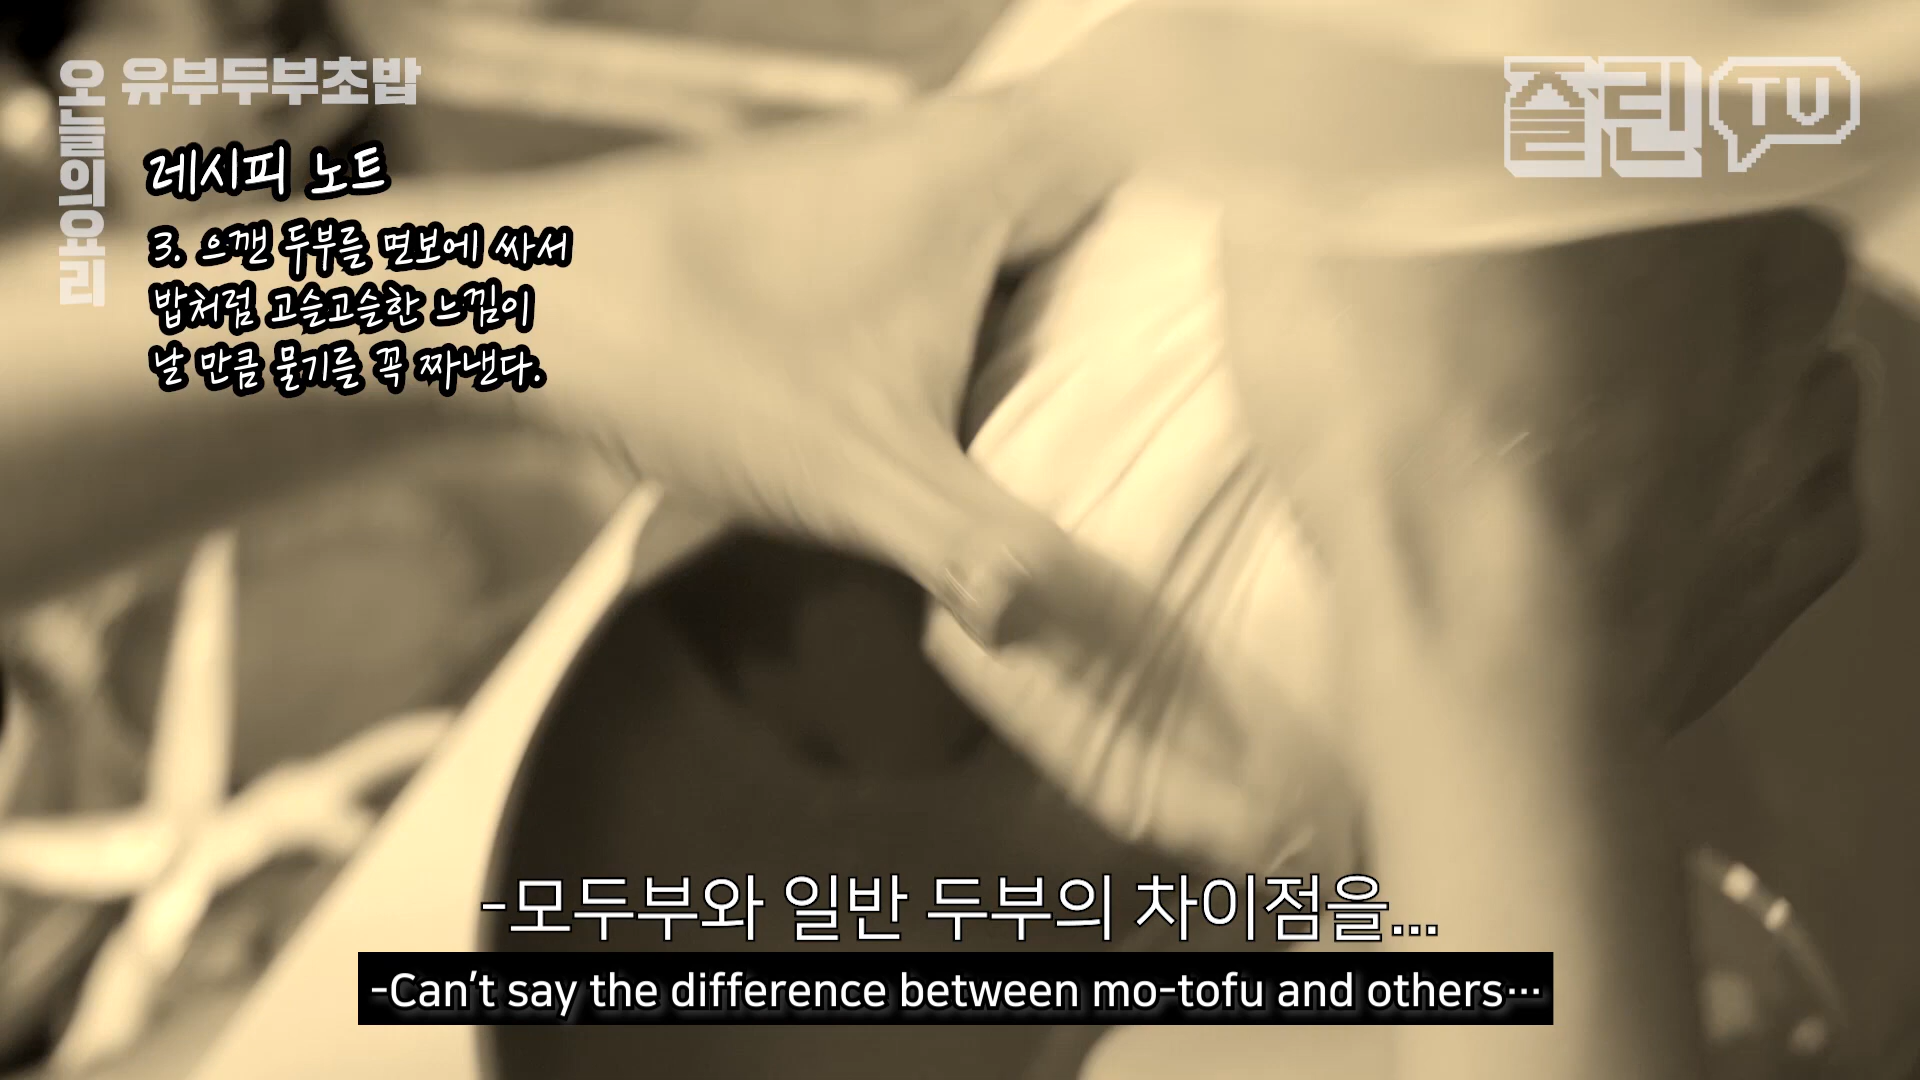 오늘의요리
유부두부초밥
즐린 TV
레시피 노트
3. 으깬 두부를 면보에 싸서
밥처럼 고슬고슬한 느낌이
날 만큼 물기를 꼭 짜낸다.
-모두부와 일반 두부의 차이점을...
-Can't say the difference between mo-tofu and others…